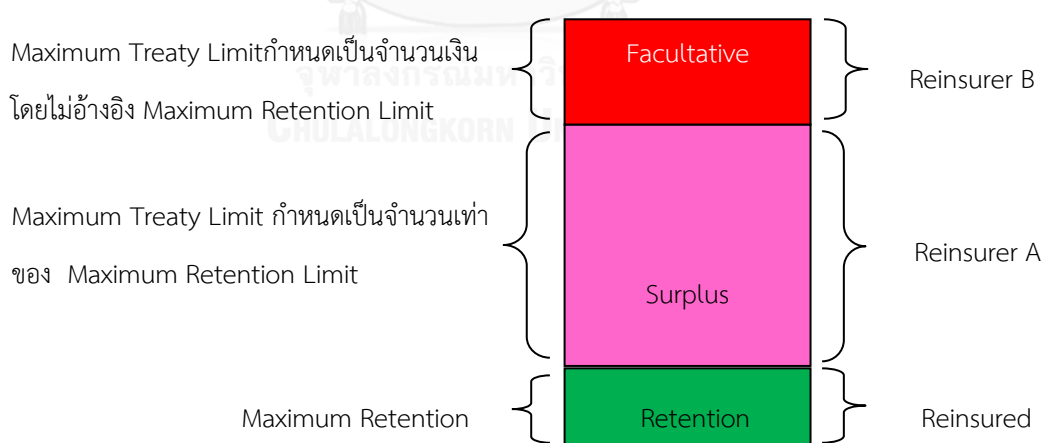 Maximum Treaty Limitกำหนดเป็นจำนวนเงิน
โดยไม่อ้างอิง Maximum Retention Limit
Facultative
Reinsurer B
CHULALONGKORN
Maximum Treaty Limit กำหนดเป็นจำนวนเท่า
ของ Maximum Retention Limit
Surplus
Reinsurer A
Maximum Retention
Retention
Reinsured